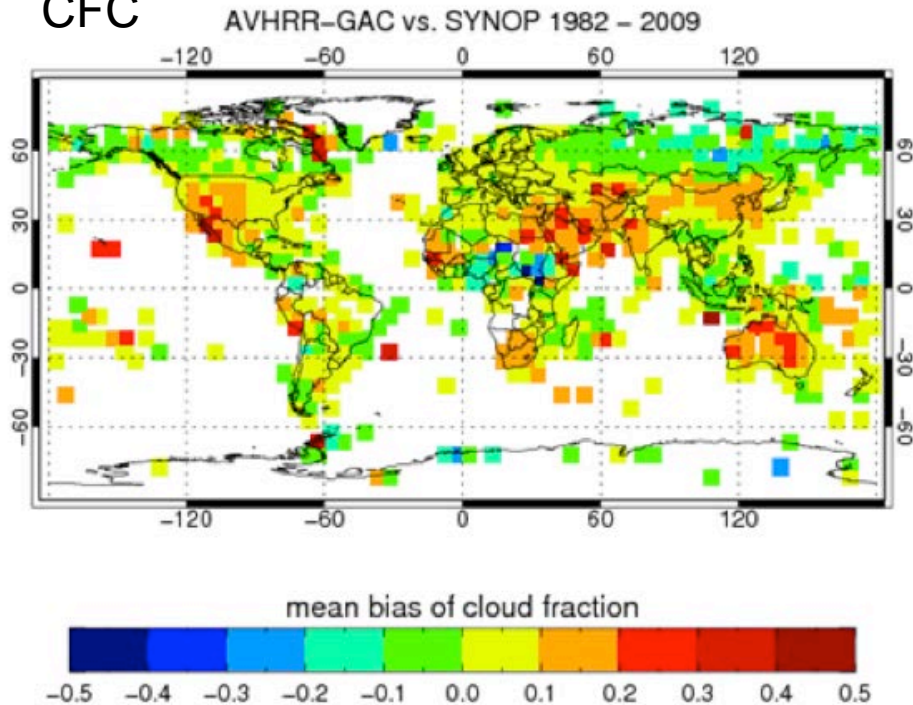 CFC
AVHRR-GAC vs. SYNOP 1982 – 2009
−120 −60 0 60 120
60 60
30 30
0 0
−30 −30
−60 −60
−120 −60 0 60 120
mean bias of cloud fraction
−0.5 −0.4 −0.3 −0.2 −0.1 0.0 0.1 0.2 0.3 0.4 0.5